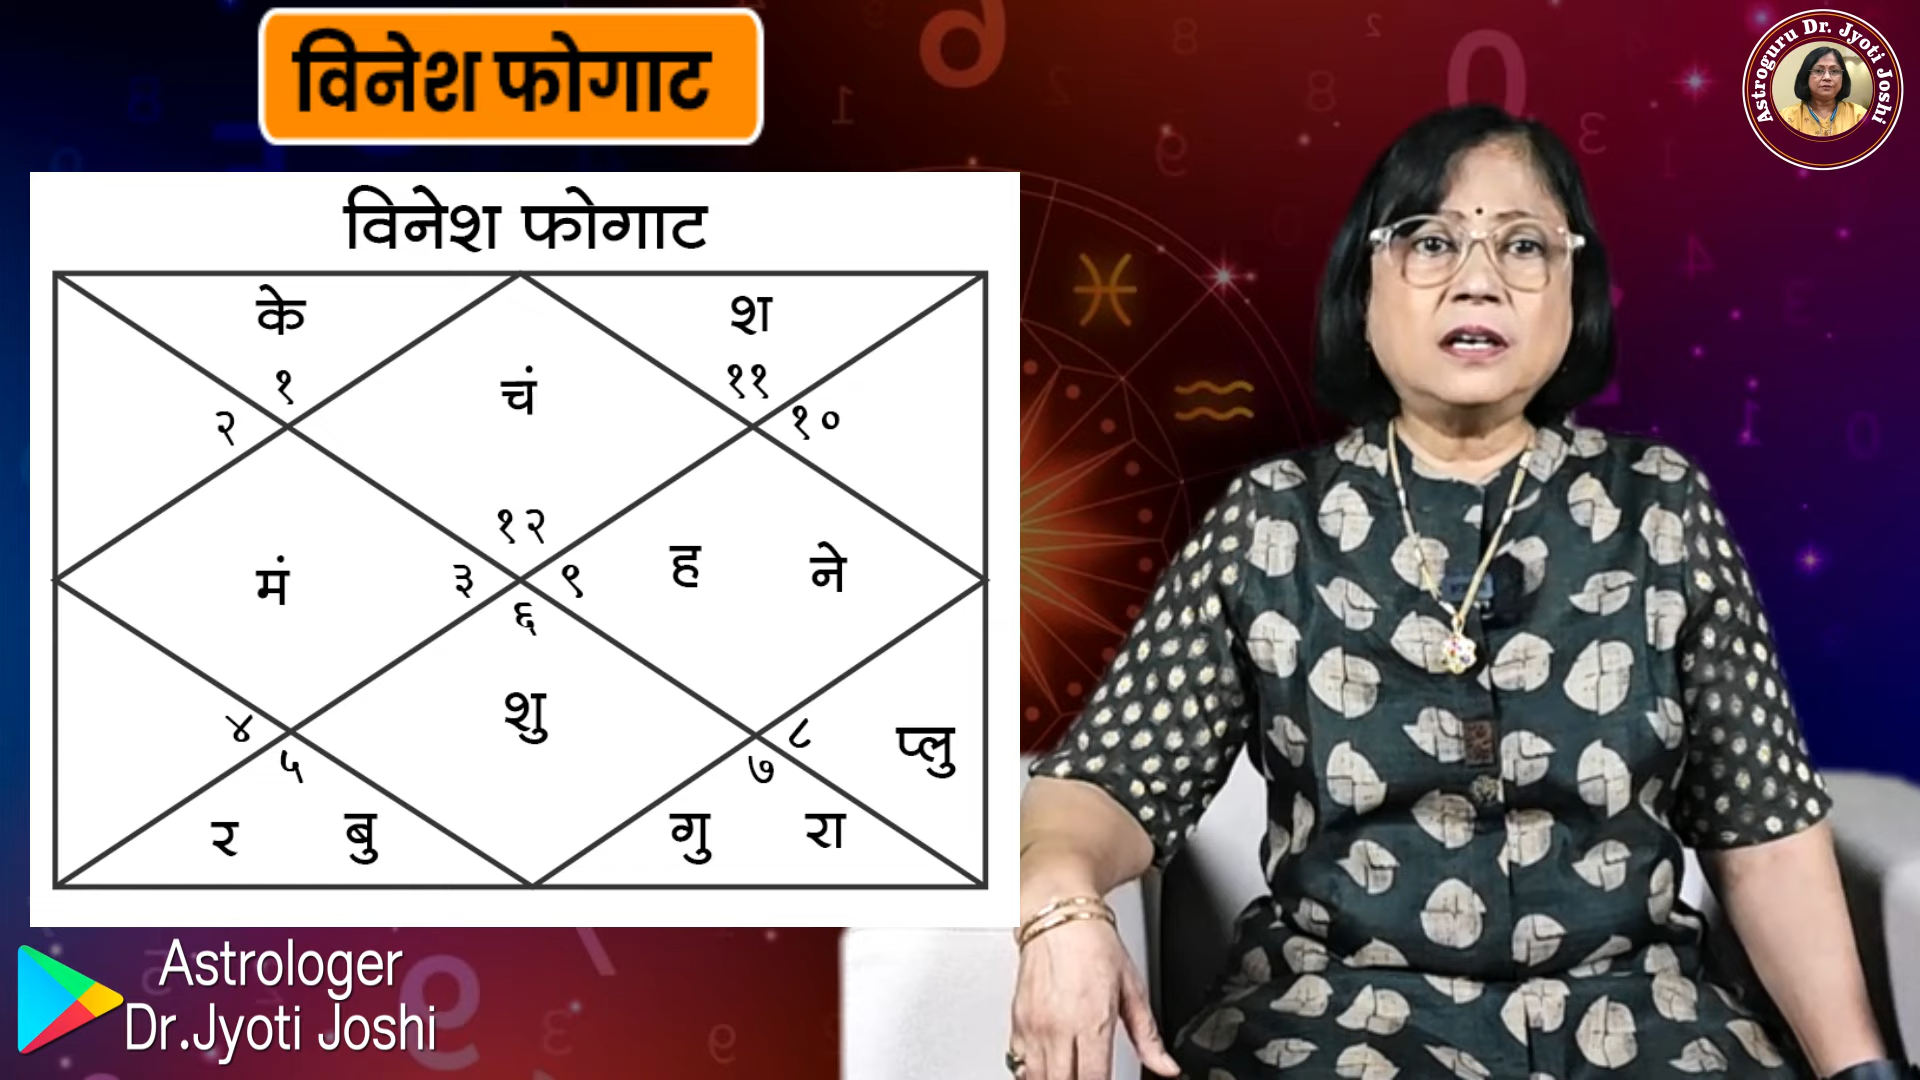 विनेश फोगाट
Astroguru Dr. Jyoti Joshi
विनेश फोगाट
के
श
१
चं
११
२
१०
१२
मं
३
९
ह
ने
६
शु
४
८
प्लु
५
७
र
बु
गु
रा
Astrologer
Dr.Jyoti Joshi